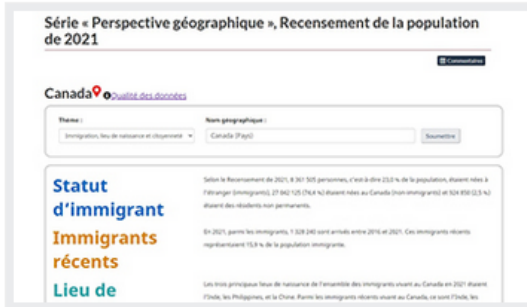 Série « Perspective géographique », Recensement de la population
de 2021
Commentaires
Canada
Qualité des données
Thème :
Nom géographique :
Immigration, lieu de naissance et citoyenneté
Canada (Pays)
Soumettre
Statut
d'immigrant
Selon le Recensement de 2021, 8 361 505 personnes, c'est-à-dire 23,0 % de la population, étaient nées à
l'étranger (immigrants), 27 042 125 (74,4 %) étaient nées au Canada (non-immigrants) et 924 850 (2,5 %)
étaient des résidents non permanents.
Immigrants
récents
En 2021, parmi les immigrants, 1 328 240 sont arrivés entre 2016 et 2021. Ces immigrants récents
représentaient 15,9 % de la population immigrante.
Lieu de
Les trois principaux lieux de naissance de l'ensemble des immigrants vivant au Canada en 2021 étaient
l'Inde, les Philippines, et la Chine. Parmi les immigrants récents vivant au Canada, ce sont l'Inde, les